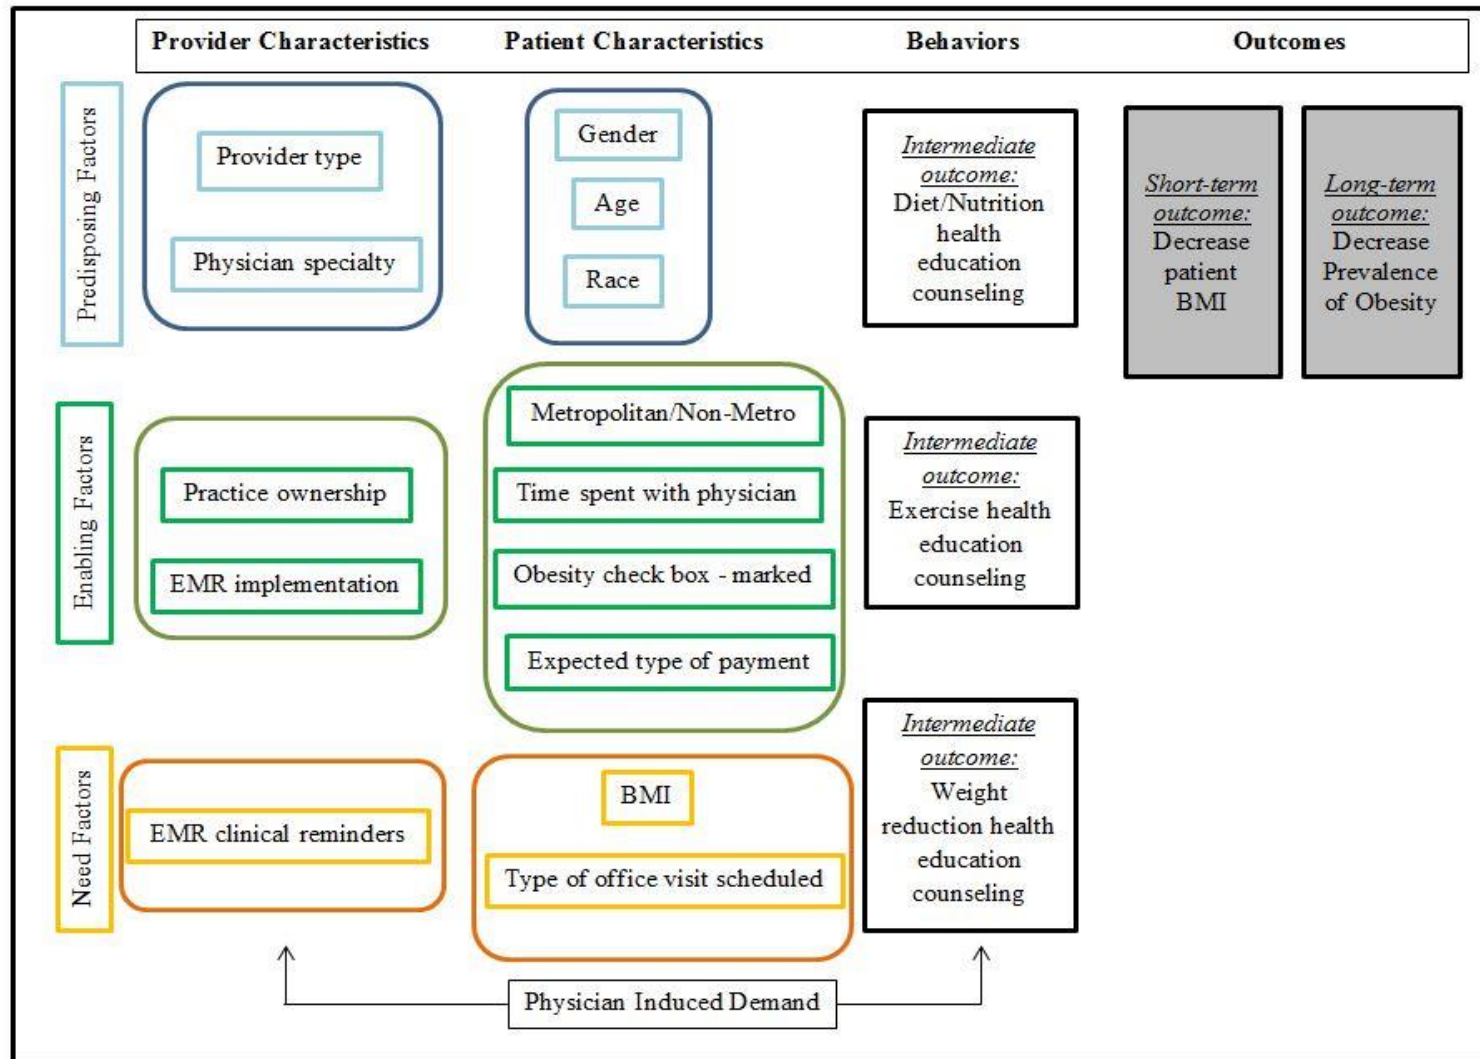 Provider Characteristics
Patient Characteristics
Behaviors
Outcomes
Predisposing Factors
Provider type
Physician specialty
Gender
Age
Race
Intermediate
outcome:
Diet/Nutrition
health
education
counseling
Short-term
outcome:
Decrease
patient
BMI
Long-term
outcome:
Decrease
Prevalence
of Obesity
Enabling Factors
Practice ownership
EMR implementation
Metropolitan/Non-Metro
Time spent with physician
Obesity check box - marked
Expected type of payment
Intermediate
outcome:
Exercise health
education
counseling
Need Factors
EMR clinical reminders
BMI
Type of office visit scheduled
Intermediate
outcome:
Weight
reduction health
education
counseling
Physician Induced Demand